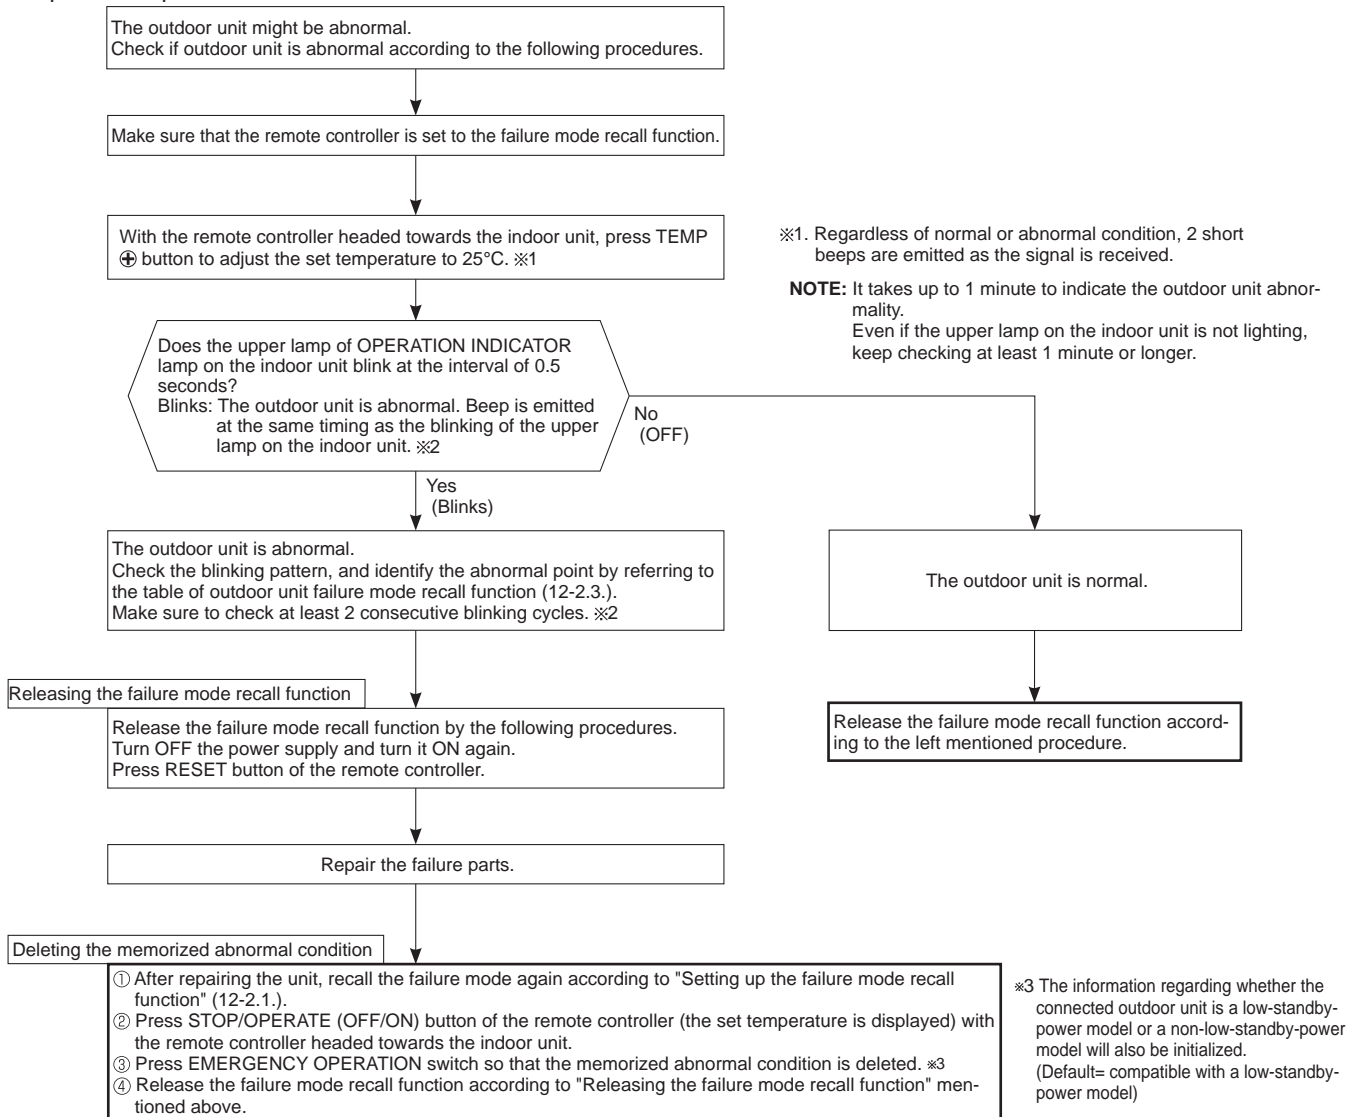 The outdoor unit might be abnormal.
Check if outdoor unit is abnormal according to the following procedures.
Make sure that the remote controller is set to the failure mode recall function.
With the remote controller headed towards the indoor unit, press TEMP
⊕ button to adjust the set temperature to 25°C. ※1
※1. Regardless of normal or abnormal condition, 2 short
beeps are emitted as the signal is received.
NOTE: It takes up to 1 minute to indicate the outdoor unit abnor-
mality.
Even if the upper lamp on the indoor unit is not lighting,
keep checking at least 1 minute or longer.
Does the upper lamp of OPERATION INDICATOR
lamp on the indoor unit blink at the interval of 0.5
seconds?
Blinks: The outdoor unit is abnormal. Beep is emitted
at the same timing as the blinking of the upper
lamp on the indoor unit. ※2
No
(OFF)
Yes
(Blinks)
The outdoor unit is abnormal.
Check the blinking pattern, and identify the abnormal point by referring to
the table of outdoor unit failure mode recall function (12-2.3.).
Make sure to check at least 2 consecutive blinking cycles. ※2
The outdoor unit is normal.
Releasing the failure mode recall function
Release the failure mode recall function by the following procedures.
Turn OFF the power supply and turn it ON again.
Press RESET button of the remote controller.
Release the failure mode recall function accord-
ing to the left mentioned procedure.
Repair the failure parts.
Deleting the memorized abnormal condition
① After repairing the unit, recall the failure mode again according to "Setting up the failure mode recall
function" (12-2.1.).
② Press STOP/OPERATE (OFF/ON) button of the remote controller (the set temperature is displayed) with
the remote controller headed towards the indoor unit.
③ Press EMERGENCY OPERATION switch so that the memorized abnormal condition is deleted. ※3
④ Release the failure mode recall function according to "Releasing the failure mode recall function" men-
tioned above.
※3 The information regarding whether the
connected outdoor unit is a low-standby-
power model or a non-low-standby-power
model will also be initialized.
(Default= compatible with a low-standby-
power model)